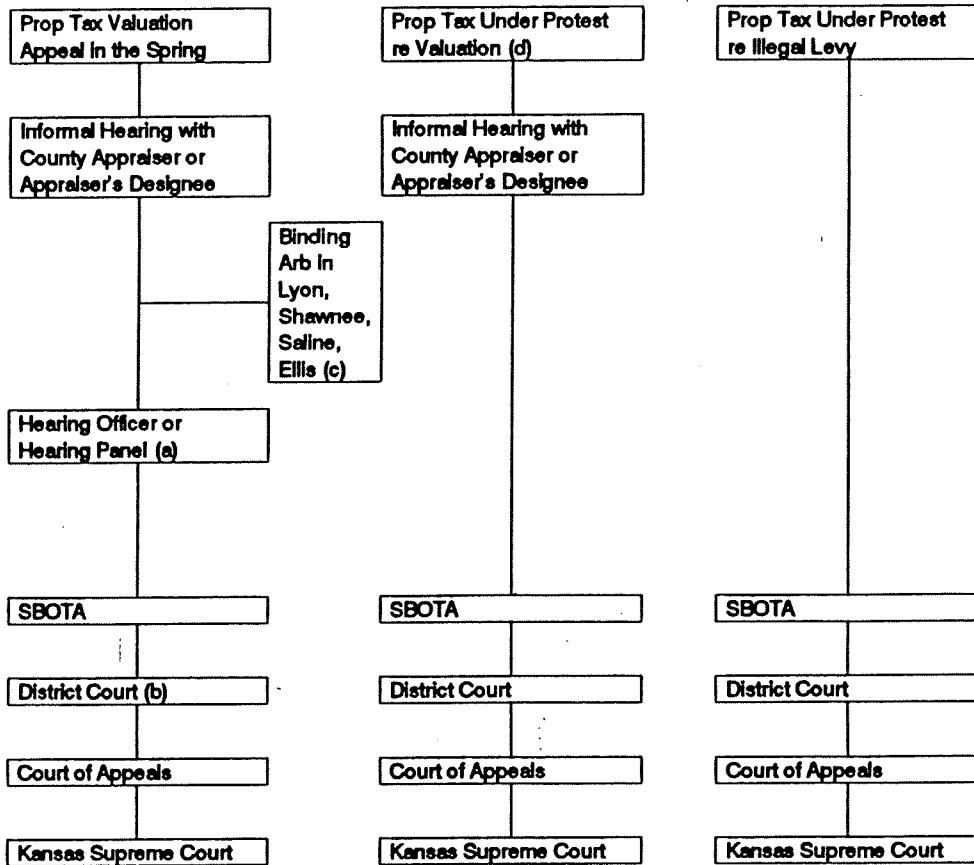 Prop Tax Valuation
Appeal in the Spring
Informal Hearing with
County Appraiser or
Appraiser's Designee
Binding
Arb in
Lyon,
Shawnee,
Saline,
Ellis (c)
Hearing Officer or
Hearing Panel (a)
SBOTA
District Court (b)
Court of Appeals
Kansas Supreme Court
Prop Tax Under Protest
re Valuation (d)
Informal Hearing with
County Appraiser or
Appraiser's Designee
SBOTA
District Court
Court of Appeals
Kansas Supreme Court
Prop Tax Under Protest
re Illegal Levy
SBOTA
District Court
Court of Appeals
Kansas Supreme Court